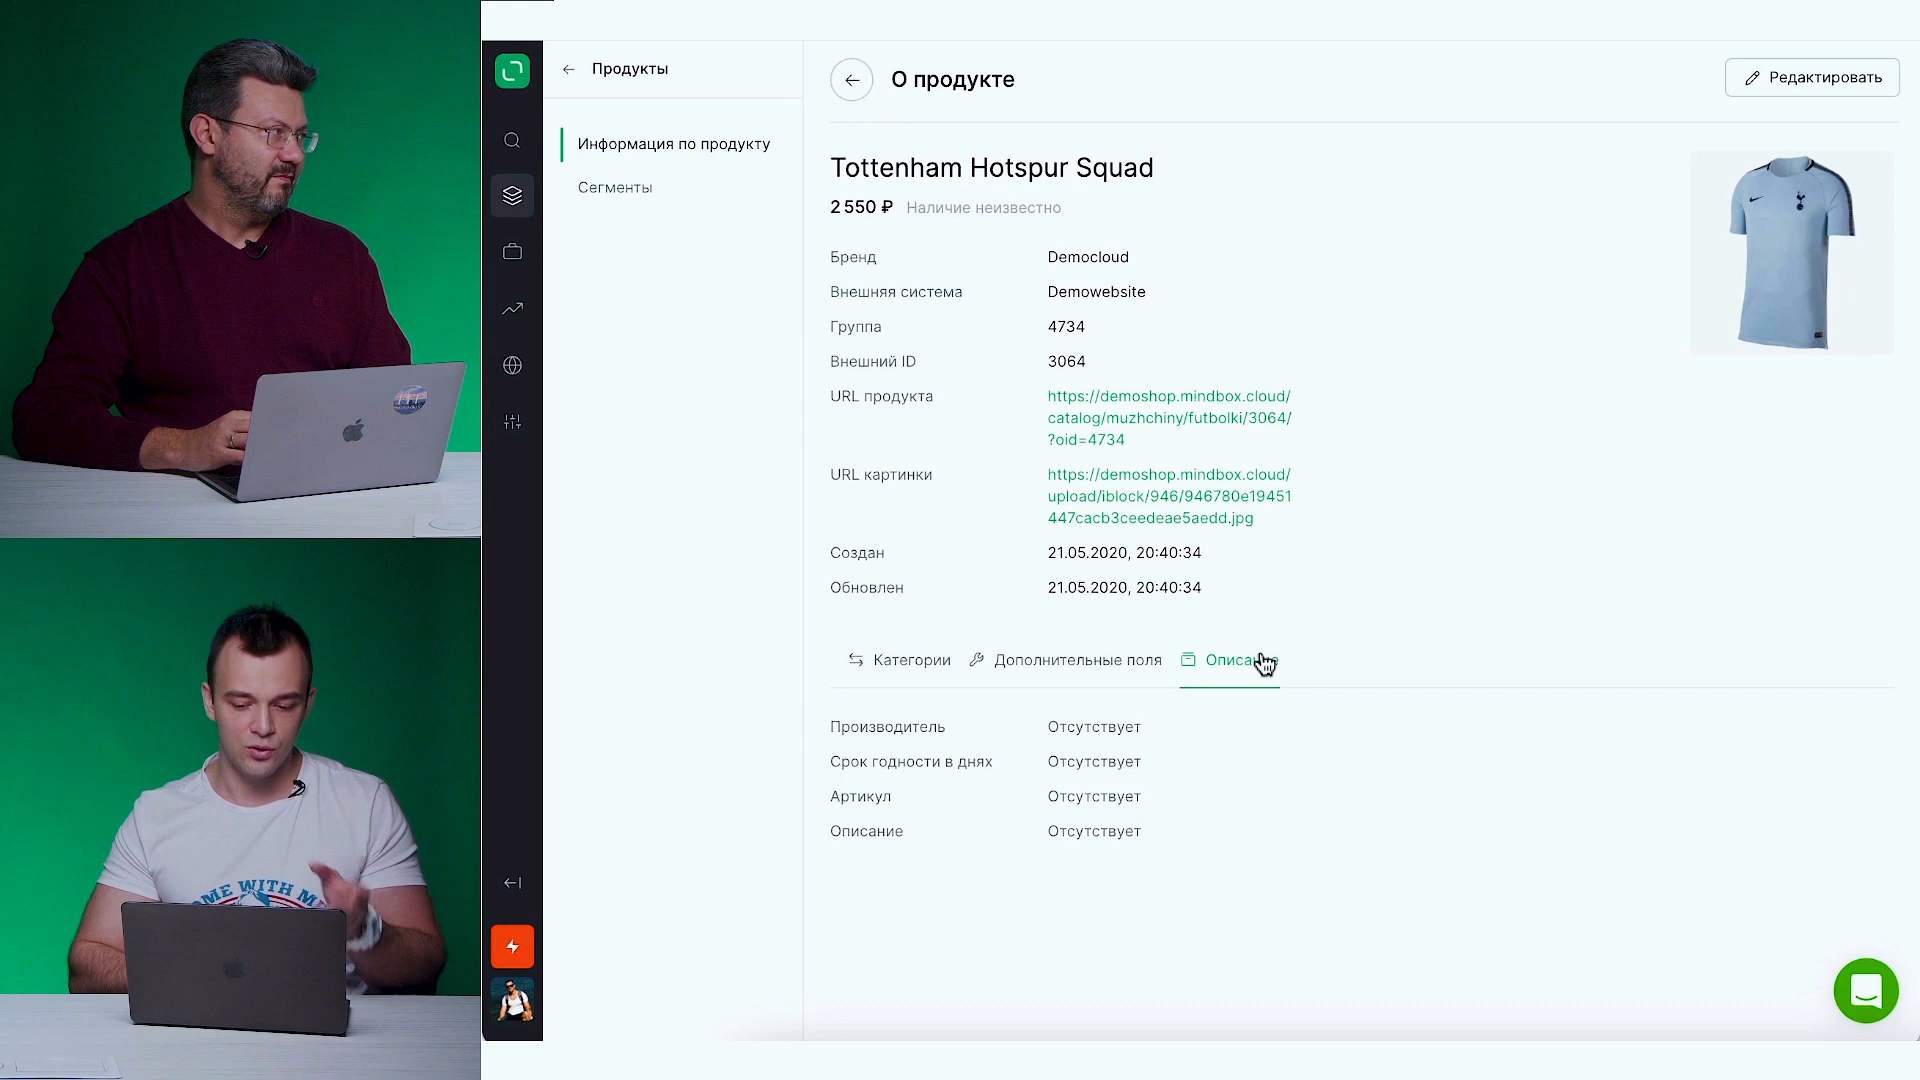 Продукты
О продукте
Редактировать
Информация по продукту
Сегменты
Tottenham Hotspur Squad
2 550 ₽ Наличие неизвестно
Бренд Democloud
Внешняя система Demowebsite
Группа 4734
Внешний ID 3064
URL продукта https://demoshop.mindbox.cloud/
catalog/muzhchiny/futbolki/3064/
?oid=4734
URL картинки https://demoshop.mindbox.cloud/
upload/iblock/946/946780e19451
447cacb3ceedeae5aedd.jpg
Создан 21.05.2020, 20:40:34
Обновлен 21.05.2020, 20:40:34
Категории Дополнительные поля Описание
Производитель Отсутствует
Срок годности в днях Отсутствует
Артикул Отсутствует
Описание Отсутствует
WITH